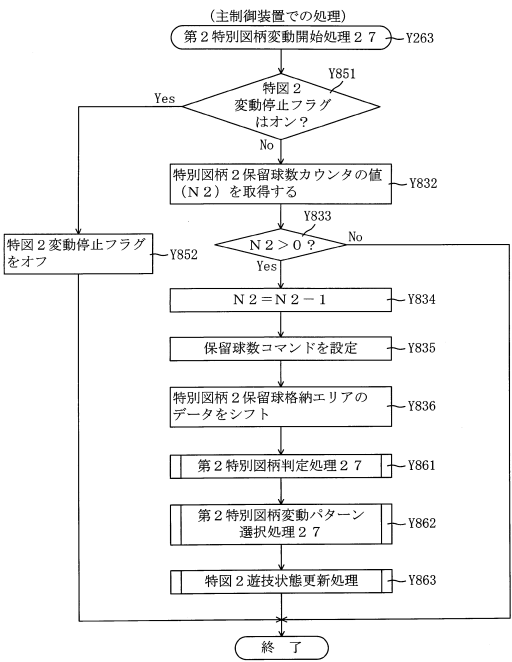 (主制御装置での処理)
第2特別図柄変動開始処理27
Y263
Y851
特図2
変動停止フラグ
はオン?
Yes
No
特別図柄2保留球数カウンタの値
(N2)を取得する
Y832
Y833
N2>0?
No
Yes
特図2変動停止フラグ
をオフ
Y852
N2=N2-1
Y834
保留球数コマンドを設定
Y835
特別図柄2保留球格納エリアの
データをシフト
Y836
第2特別図柄判定処理27
Y861
第2特別図柄変動パターン
選択処理27
Y862
特図2遊技状態更新処理
Y863
終 了